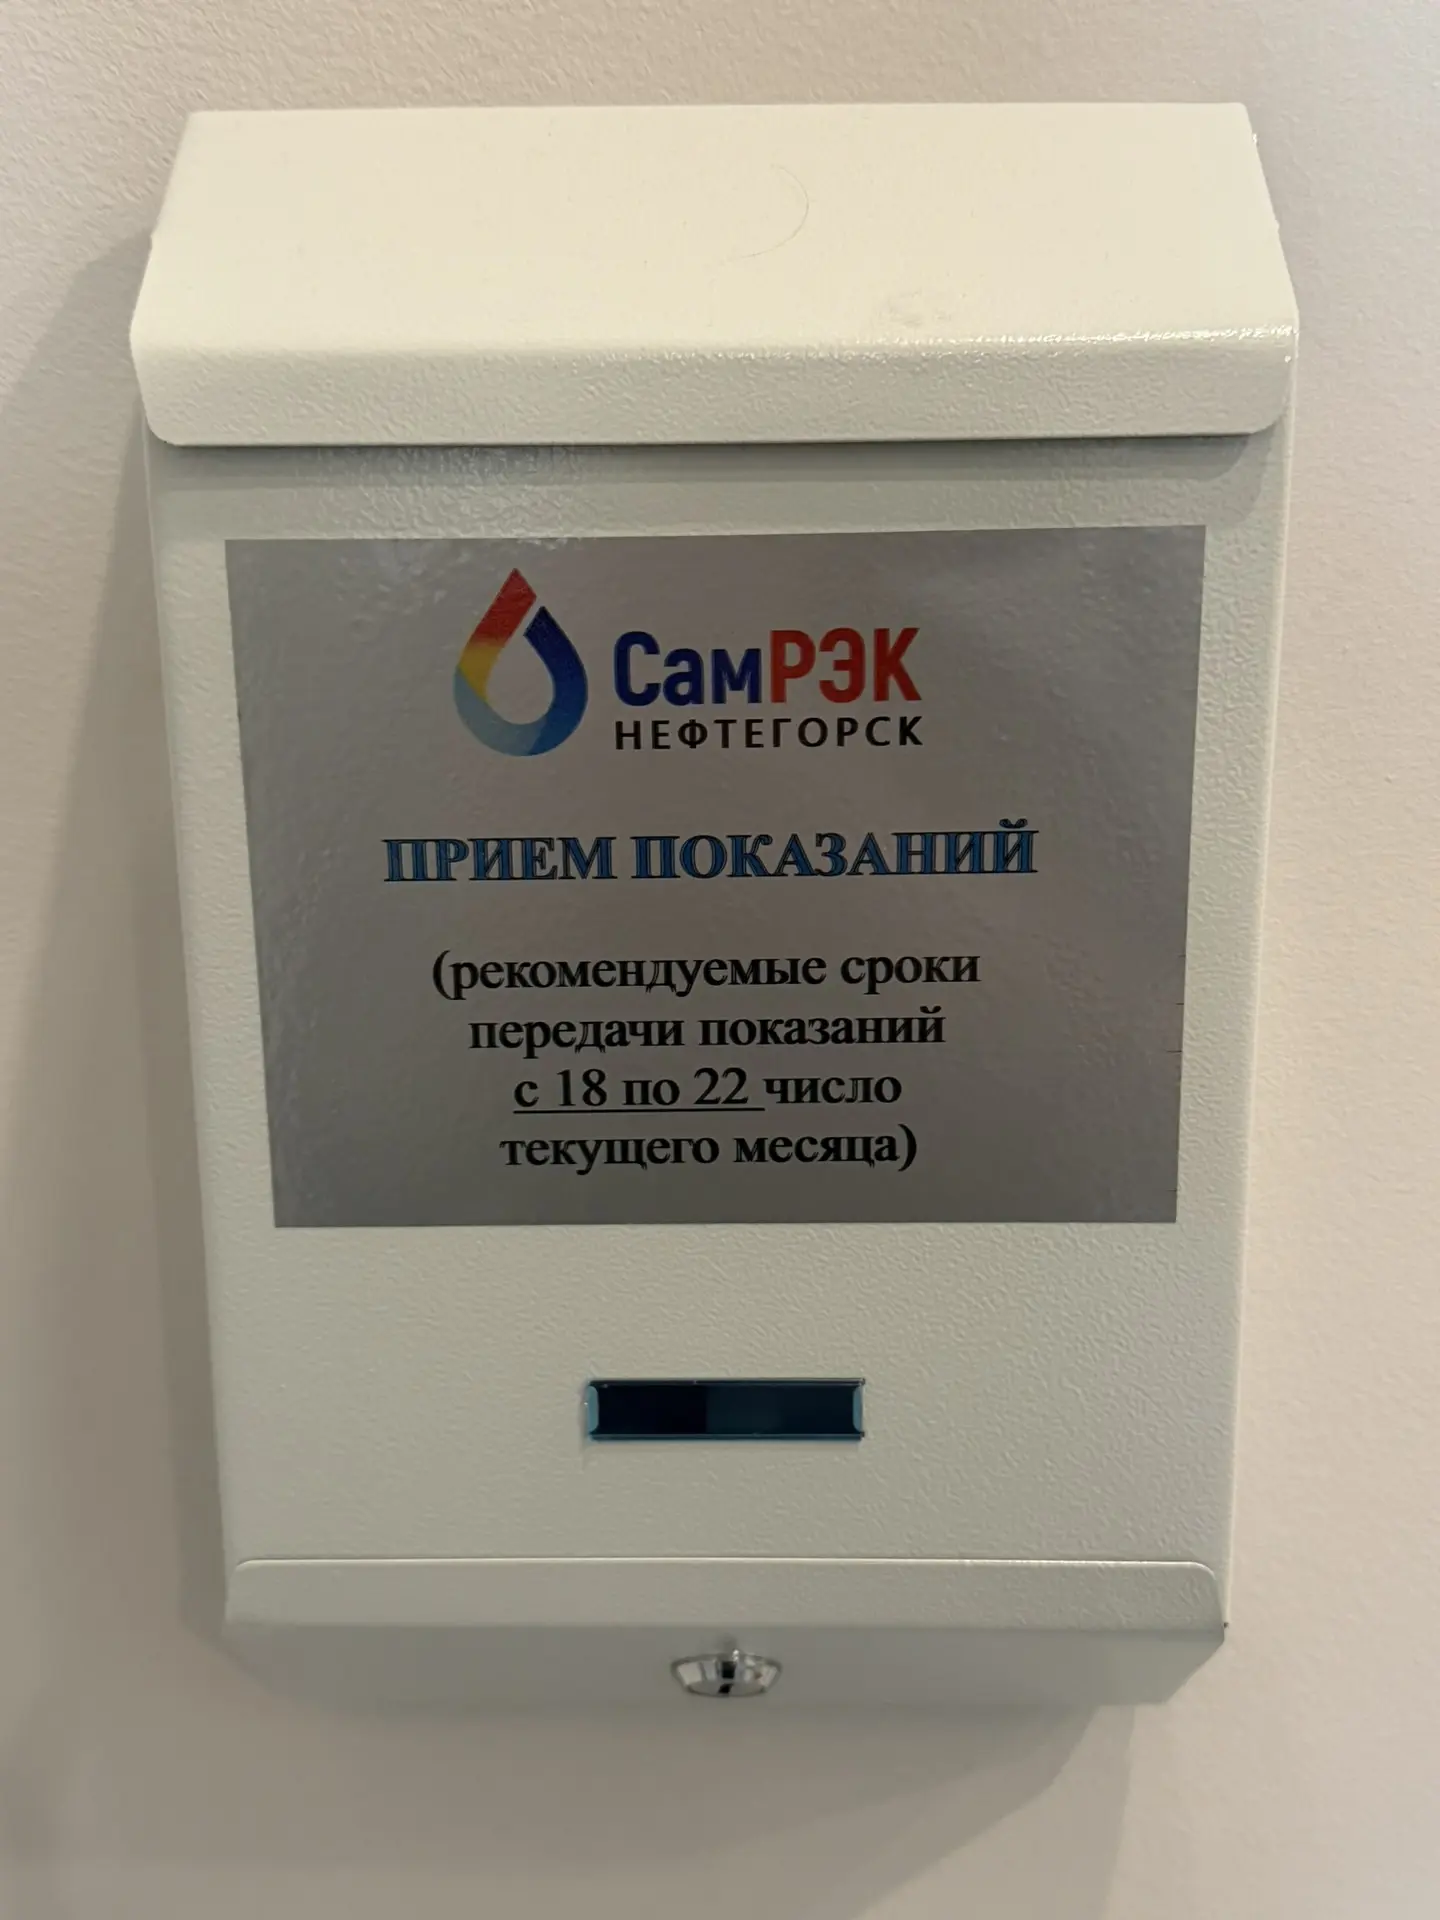 СамРЭК
НЕФТЕГОРСК
ПРИЕМ ПОКАЗАНИЙ
(рекомендуемые сроки
передачи показаний
с 18 по 22 число
текущего месяца)